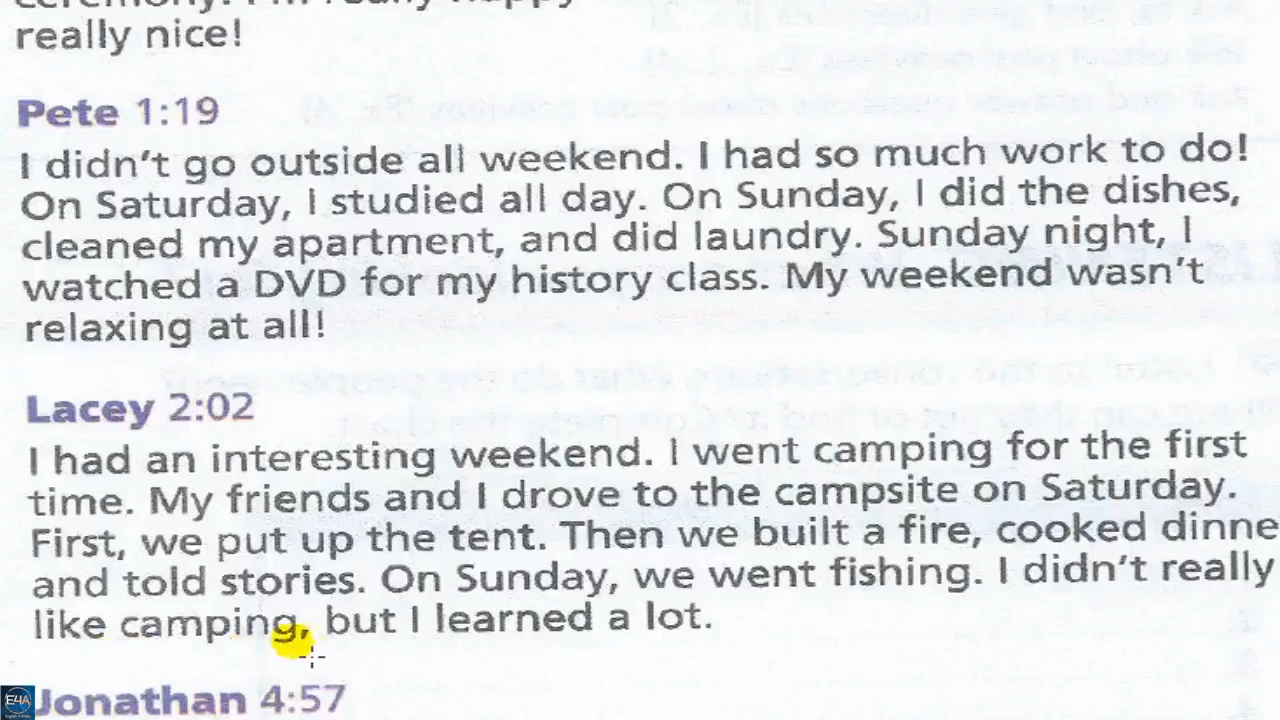 really nice!
Pete 1:19
I didn't go outside all weekend. I had so much work to do!
On Saturday, I studied all day. On Sunday, I did the dishes,
cleaned my apartment, and did laundry. Sunday night, I
watched a DVD for my history class. My weekend wasn't
relaxing at all!
Lacey 2:02
I had an interesting weekend. I went camping for the first
time. My friends and I drove to the campsite on Saturday.
First, we put up the tent. Then we built a fire, cooked dinne
and told stories. On Sunday, we went fishing. I didn't really
like camping, but I learned a lot.
Jonathan 4:57
E4A